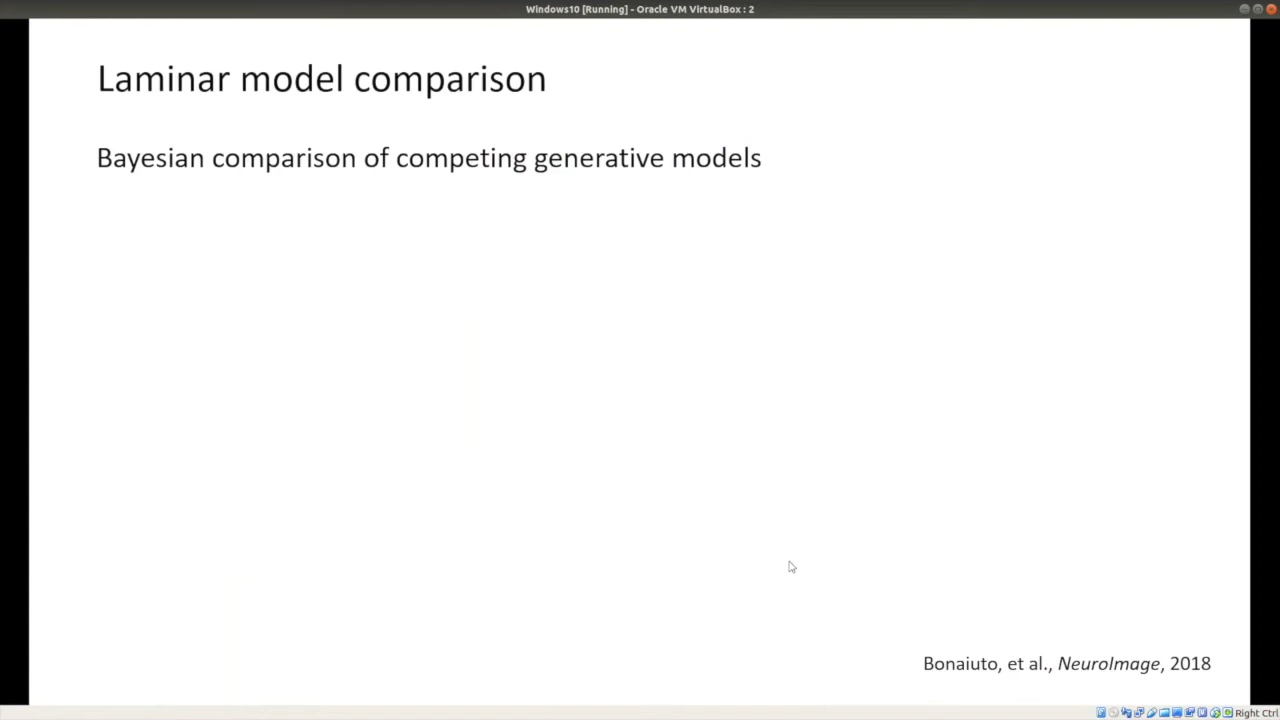 Windows10 [Running] - Oracle VM VirtualBox : 2
Laminar model comparison
Bayesian comparison of competing generative models
Bonaiuto, et al., NeuroImage, 2018
Right Ctrl